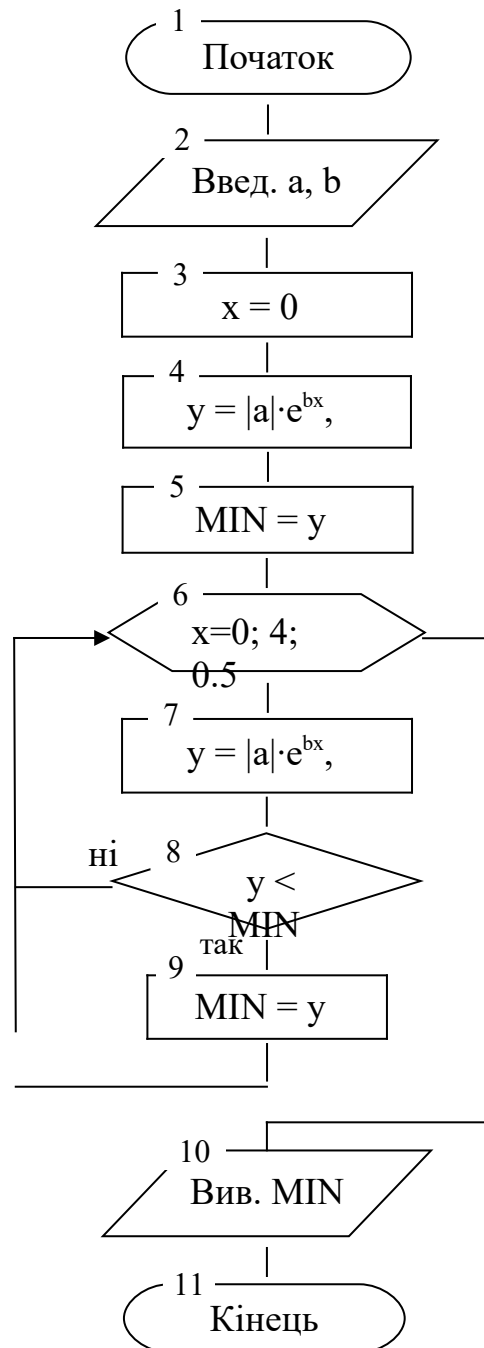 1
Початок
2
Введ. a, b
3
x = 0
4
y = |a|·e^bx,
5
MIN = y
6
x=0; 4;
0.5
7
y = |a|·e^bx,
ні
8
y <
MIN
так
9
MIN = y
10
Вив. MIN
11
Кінець